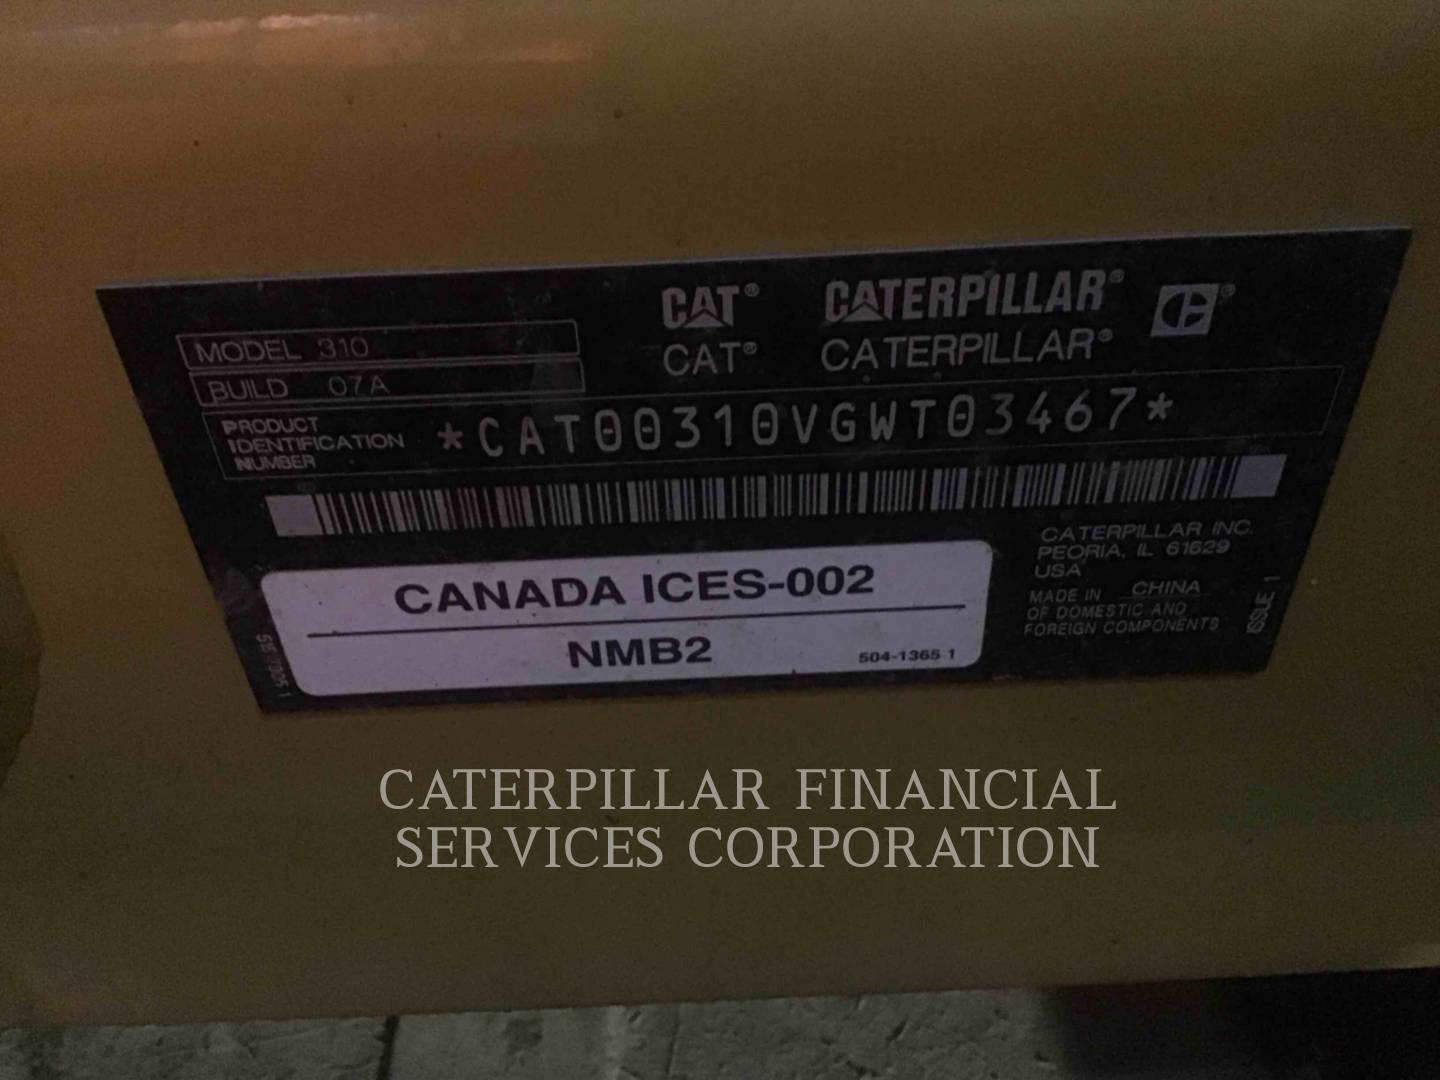 CAT® CATERPILLAR® ®
CAT® CATERPILLAR®
MODEL 310
BUILD 07A
PRODUCT
IDENTIFICATION
NUMBER
*CAT00310VGWT03467*
CANADA ICES-002
NMB2
504-1365 1
CATERPILLAR INC.
PEORIA, IL 61629
USA
MADE IN CHINA
OF DOMESTIC AND
FOREIGN COMPONENTS
ISSUE 1
CATERPILLAR FINANCIAL
SERVICES CORPORATION